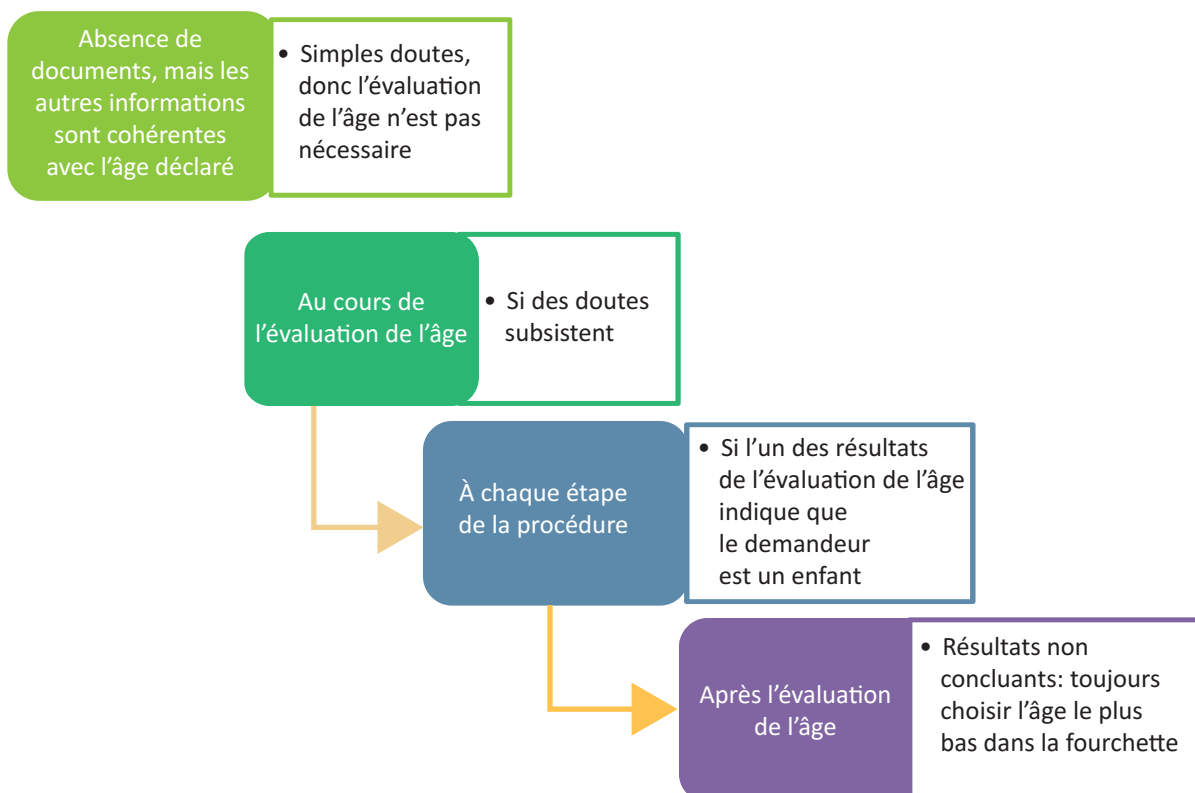 Absence de
documents, mais les
autres informations
sont cohérentes
avec l’âge déclaré
• Simples doutes,
donc l’évaluation
de l’âge n’est pas
nécessaire
Au cours de
l’évaluation de l’âge
• Si des doutes
subsistent
À chaque étape
de la procédure
• Si l’un des résultats
de l’évaluation de l’âge
indique que
le demandeur
est un enfant
Après l’évaluation
de l’âge
• Résultats non
concluants: toujours
choisir l’âge le plus
bas dans la fourchette